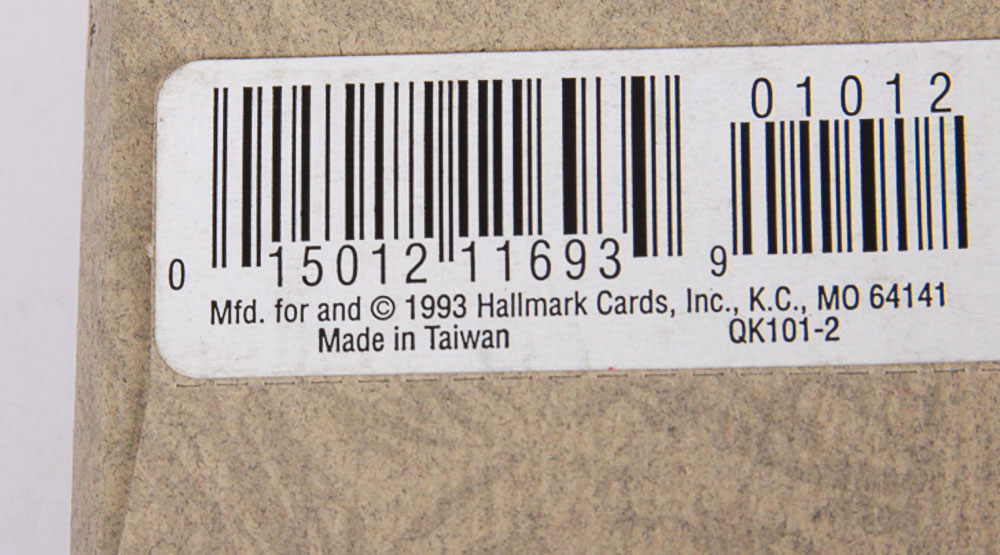 01012
0 15012 11693 9
Mfd. for and © 1993 Hallmark Cards, Inc., K.C., MO 64141
Made in Taiwan QK101-2